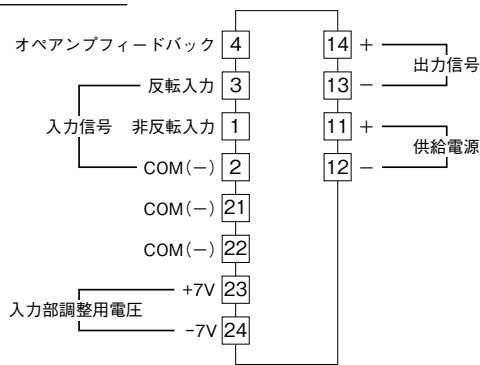 オペアンプフィードバック 4
反転入力 3
入力信号
非反転入力 1
COM(−) 2
COM(−) 21
COM(−) 22
+7V 23
入力部調整用電圧
−7V 24
14 +
出力信号
13 −
11 +
供給電源
12 −